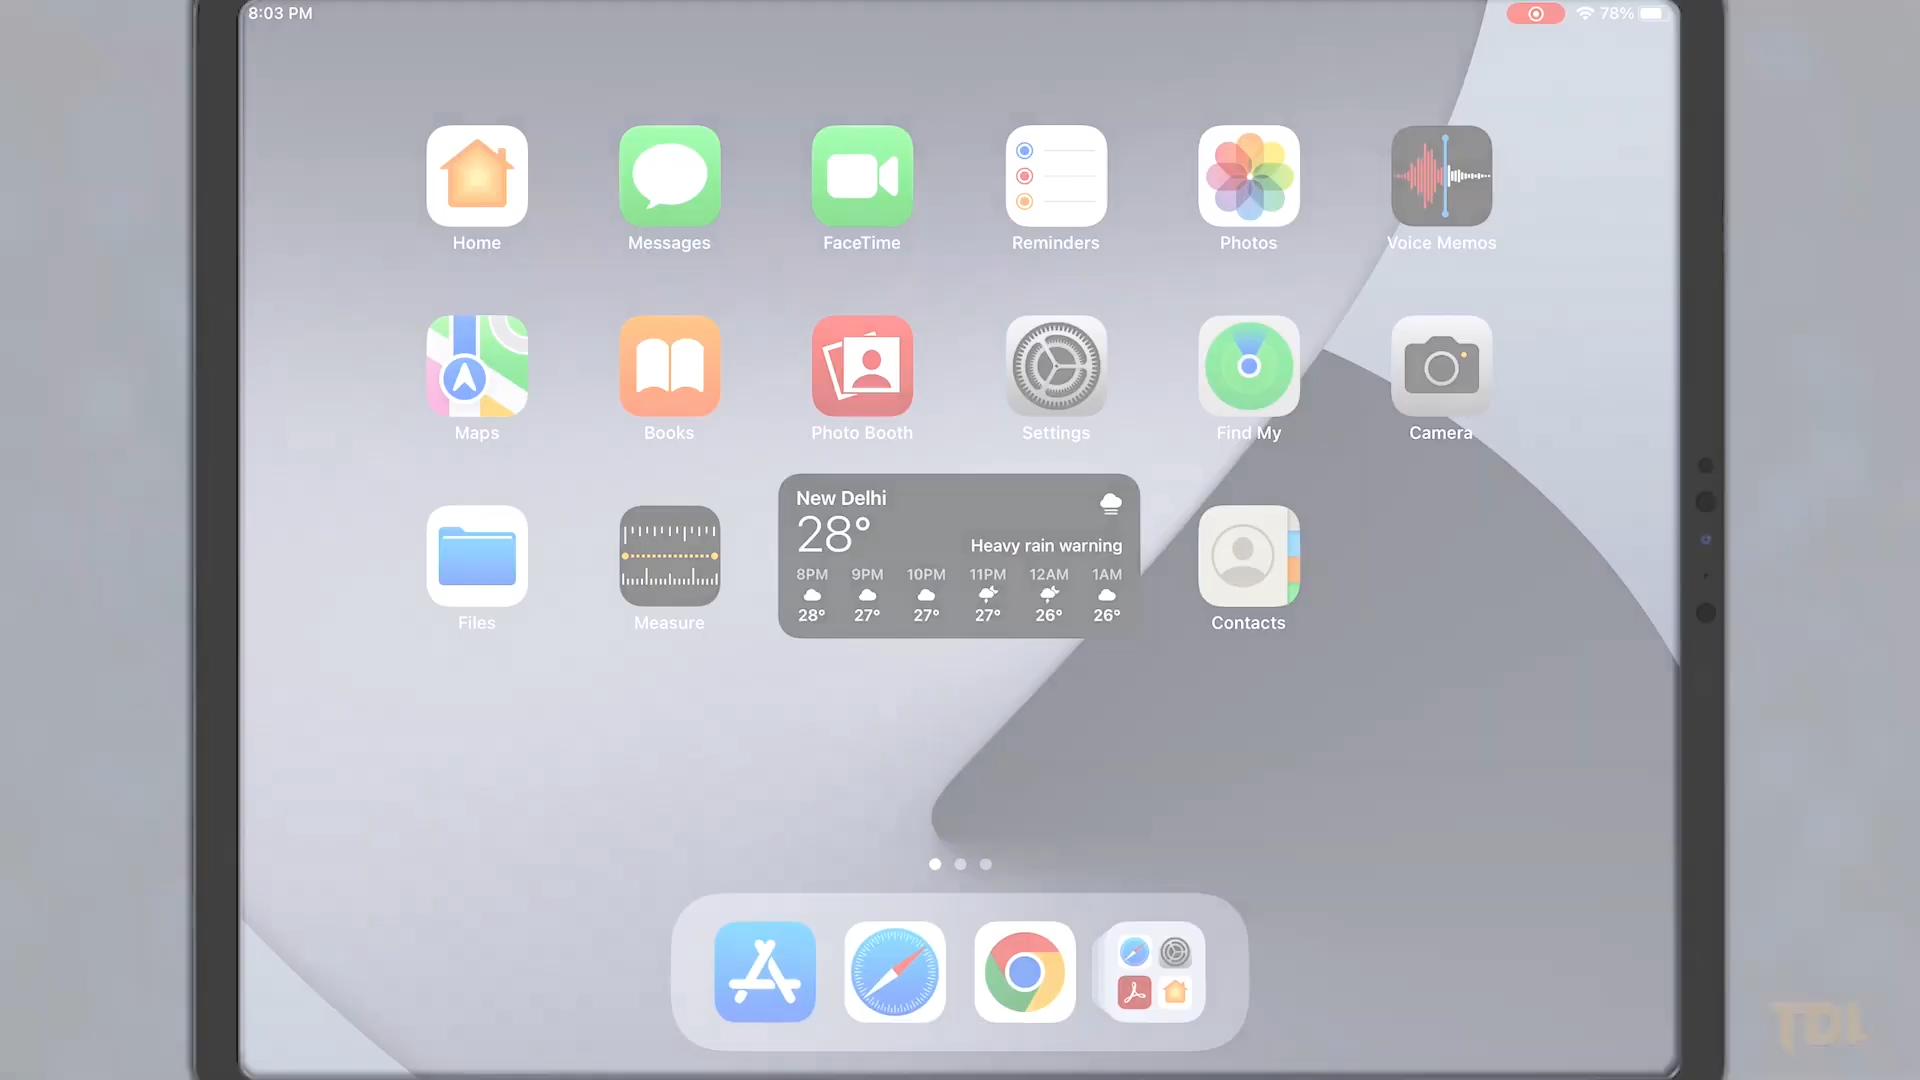 8:03 PM
78%
Home
Messages
FaceTime
Reminders
Photos
Voice Memos
Maps
Books
Photo Booth
Settings
Find My
Camera
New Delhi
28°
Heavy rain warning
8PM 9PM 10PM 11PM 12AM 1AM
28° 27° 27° 27° 26° 26°
Files
Measure
Contacts
TDL